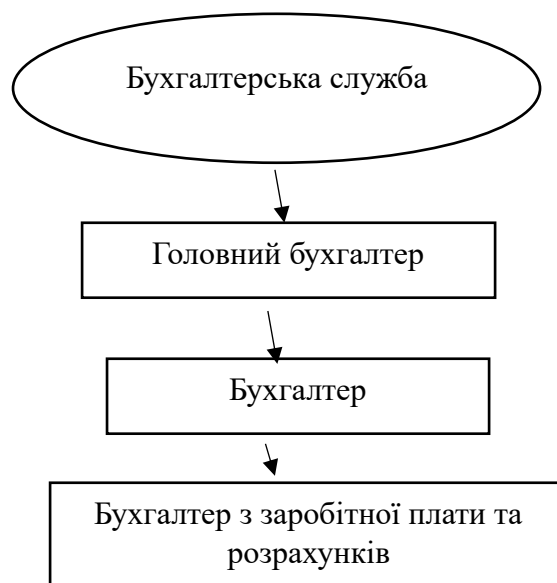 Бухгалтерська служба
Головний бухгалтер
Бухгалтер
Бухгалтер з заробітної плати та
розрахунків